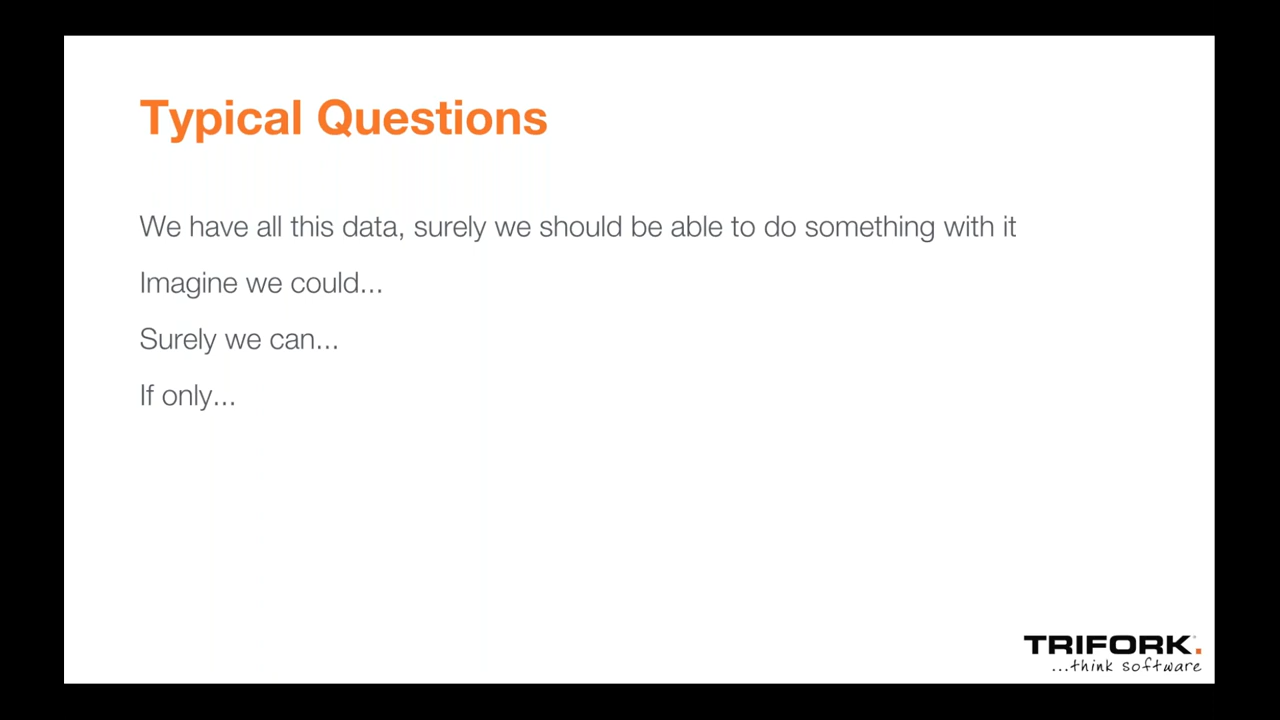 Typical Questions
We have all this data, surely we should be able to do something with it
Imagine we could...
Surely we can...
If only...
TRIFORK.
...think software